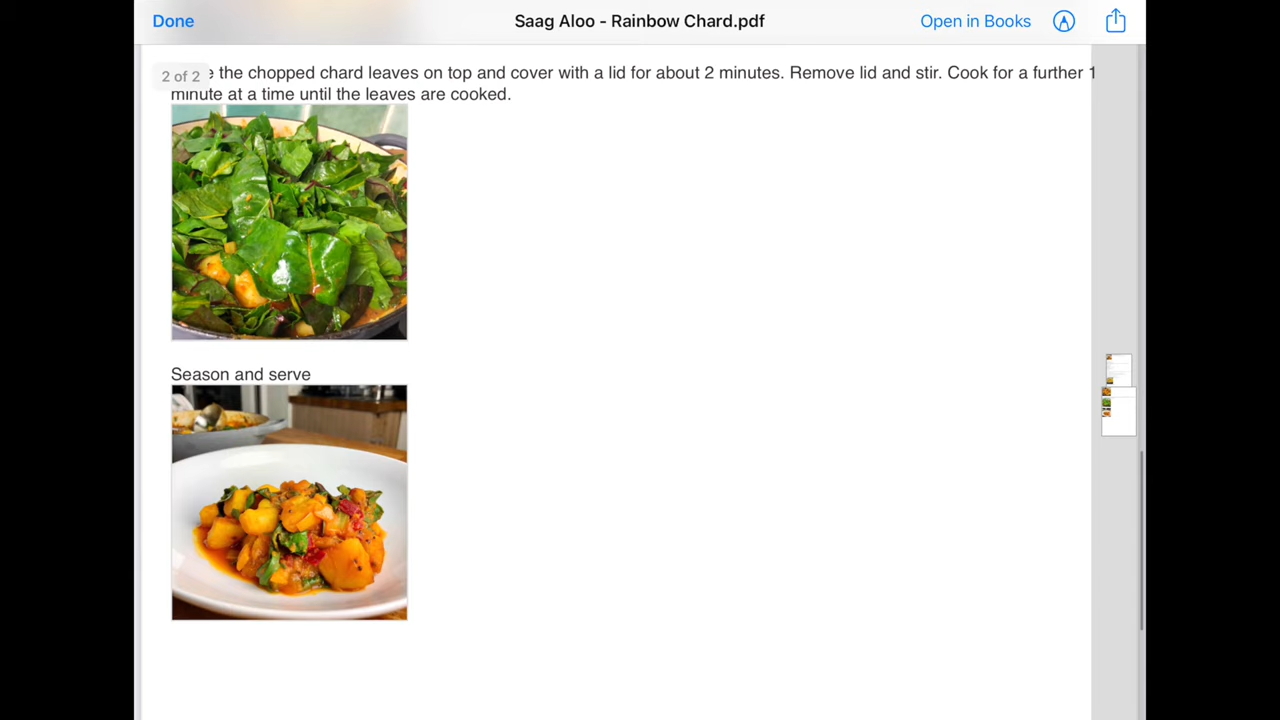 Done
Saag Aloo - Rainbow Chard.pdf
Open in Books
2 of 2
the chopped chard leaves on top and cover with a lid for about 2 minutes. Remove lid and stir. Cook for a further 1
minute at a time until the leaves are cooked.
Season and serve